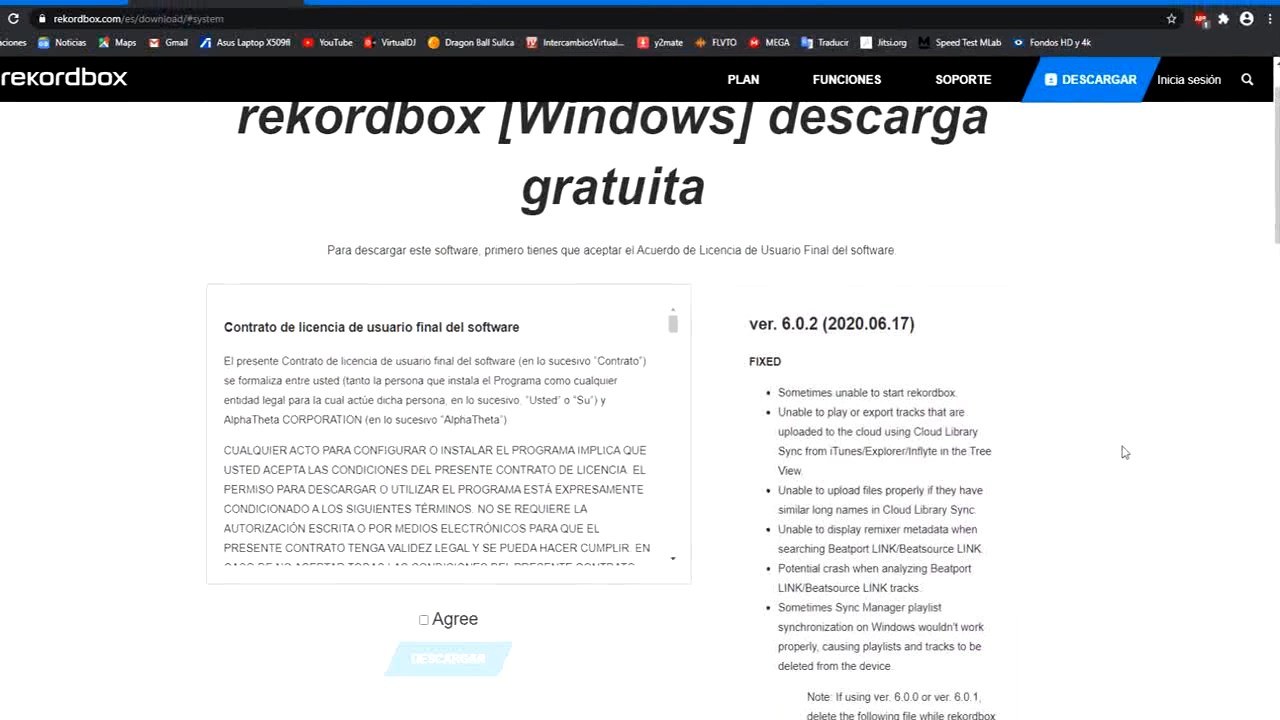 rekordbox.com/es/download/#system
Noticias Maps Gmail Asus Laptop X509fl YouTube VirtualDJ Dragon Ball Sullca IntercambiosVirtual... y2mate FLVTO MEGA Traducir Jitsi.org Speed Test MLab Fondos HD y 4k
rekordbox PLAN FUNCIONES SOPORTE DESCARGAR Inicia sesión
rekordbox [Windows] descarga
gratuita
Para descargar este software, primero tienes que aceptar el Acuerdo de Licencia de Usuario Final del software.
Contrato de licencia de usuario final del software
El presente Contrato de licencia de usuario final del software (en lo sucesivo "Contrato")
se formaliza entre usted (tanto la persona que instala el Programa como cualquier
entidad legal para la cual actúe dicha persona, en lo sucesivo, "Usted" o "Su") y
AlphaTheta CORPORATION (en lo sucesivo "AlphaTheta")
CUALQUIER ACTO PARA CONFIGURAR O INSTALAR EL PROGRAMA IMPLICA QUE
USTED ACEPTA LAS CONDICIONES DEL PRESENTE CONTRATO DE LICENCIA. EL
PERMISO PARA DESCARGAR O UTILIZAR EL PROGRAMA ESTÁ EXPRESAMENTE
CONDICIONADO A LOS SIGUIENTES TÉRMINOS. NO SE REQUIERE LA
AUTORIZACIÓN ESCRITA O POR MEDIOS ELECTRÓNICOS PARA QUE EL
PRESENTE CONTRATO TENGA VALIDEZ LEGAL Y SE PUEDA HACER CUMPLIR. EN
CASO DE NO ACEPTAR TODAS LAS CONDICIONES DEL PRESENTE CONTRATO
Agree
DESCARGAR
ver. 6.0.2 (2020.06.17)
FIXED
Sometimes unable to start rekordbox.
Unable to play or export tracks that are
uploaded to the cloud using Cloud Library
Sync from iTunes/Explorer/Inflyte in the Tree
View.
Unable to upload files properly if they have
similar long names in Cloud Library Sync.
Unable to display remixer metadata when
searching Beatport LINK/Beatsource LINK.
Potential crash when analyzing Beatport
LINK/Beatsource LINK tracks.
Sometimes Sync Manager playlist
synchronization on Windows wouldn't work
properly, causing playlists and tracks to be
deleted from the device.
Note: If using ver. 6.0.0 or ver. 6.0.1,
delete the following file while rekordbox